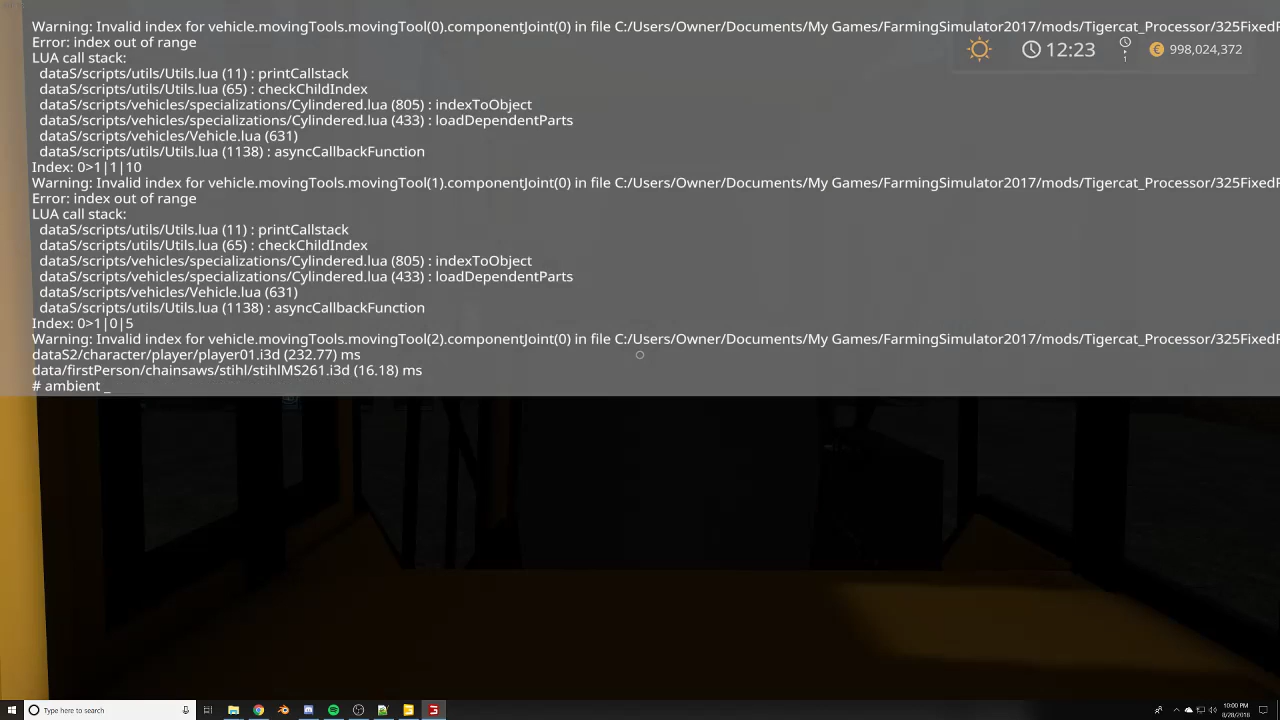 Warning: Invalid index for vehicle.movingTools.movingTool(0).componentJoint(0) in file C:/Users/Owner/Documents/My Games/FarmingSimulator2017/mods/Tigercat_Processor/325FixedF
Error: index out of range
LUA call stack:
dataS/scripts/utils/Utils.lua (11) : printCallstack
dataS/scripts/utils/Utils.lua (65) : checkChildIndex
dataS/scripts/vehicles/specializations/Cylindered.lua (805) : indexToObject
dataS/scripts/vehicles/specializations/Cylindered.lua (433) : loadDependentParts
dataS/scripts/vehicles/Vehicle.lua (631)
dataS/scripts/utils/Utils.lua (1138) : asyncCallbackFunction
Index: 0>1|1|10
Warning: Invalid index for vehicle.movingTools.movingTool(1).componentJoint(0) in file C:/Users/Owner/Documents/My Games/FarmingSimulator2017/mods/Tigercat_Processor/325FixedF
Error: index out of range
LUA call stack:
dataS/scripts/utils/Utils.lua (11) : printCallstack
dataS/scripts/utils/Utils.lua (65) : checkChildIndex
dataS/scripts/vehicles/specializations/Cylindered.lua (805) : indexToObject
dataS/scripts/vehicles/specializations/Cylindered.lua (433) : loadDependentParts
dataS/scripts/vehicles/Vehicle.lua (631)
dataS/scripts/utils/Utils.lua (1138) : asyncCallbackFunction
Index: 0>1|0|5
Warning: Invalid index for vehicle.movingTools.movingTool(2).componentJoint(0) in file C:/Users/Owner/Documents/My Games/FarmingSimulator2017/mods/Tigercat_Processor/325FixedF
dataS2/character/player/player01.i3d (232.77) ms
data/firstPerson/chainsaws/stihl/stihlMS261.i3d (16.18) ms
# ambient _
12:23
1
€ 998,024,372
Type here to search
10:00 PM
8/28/2018